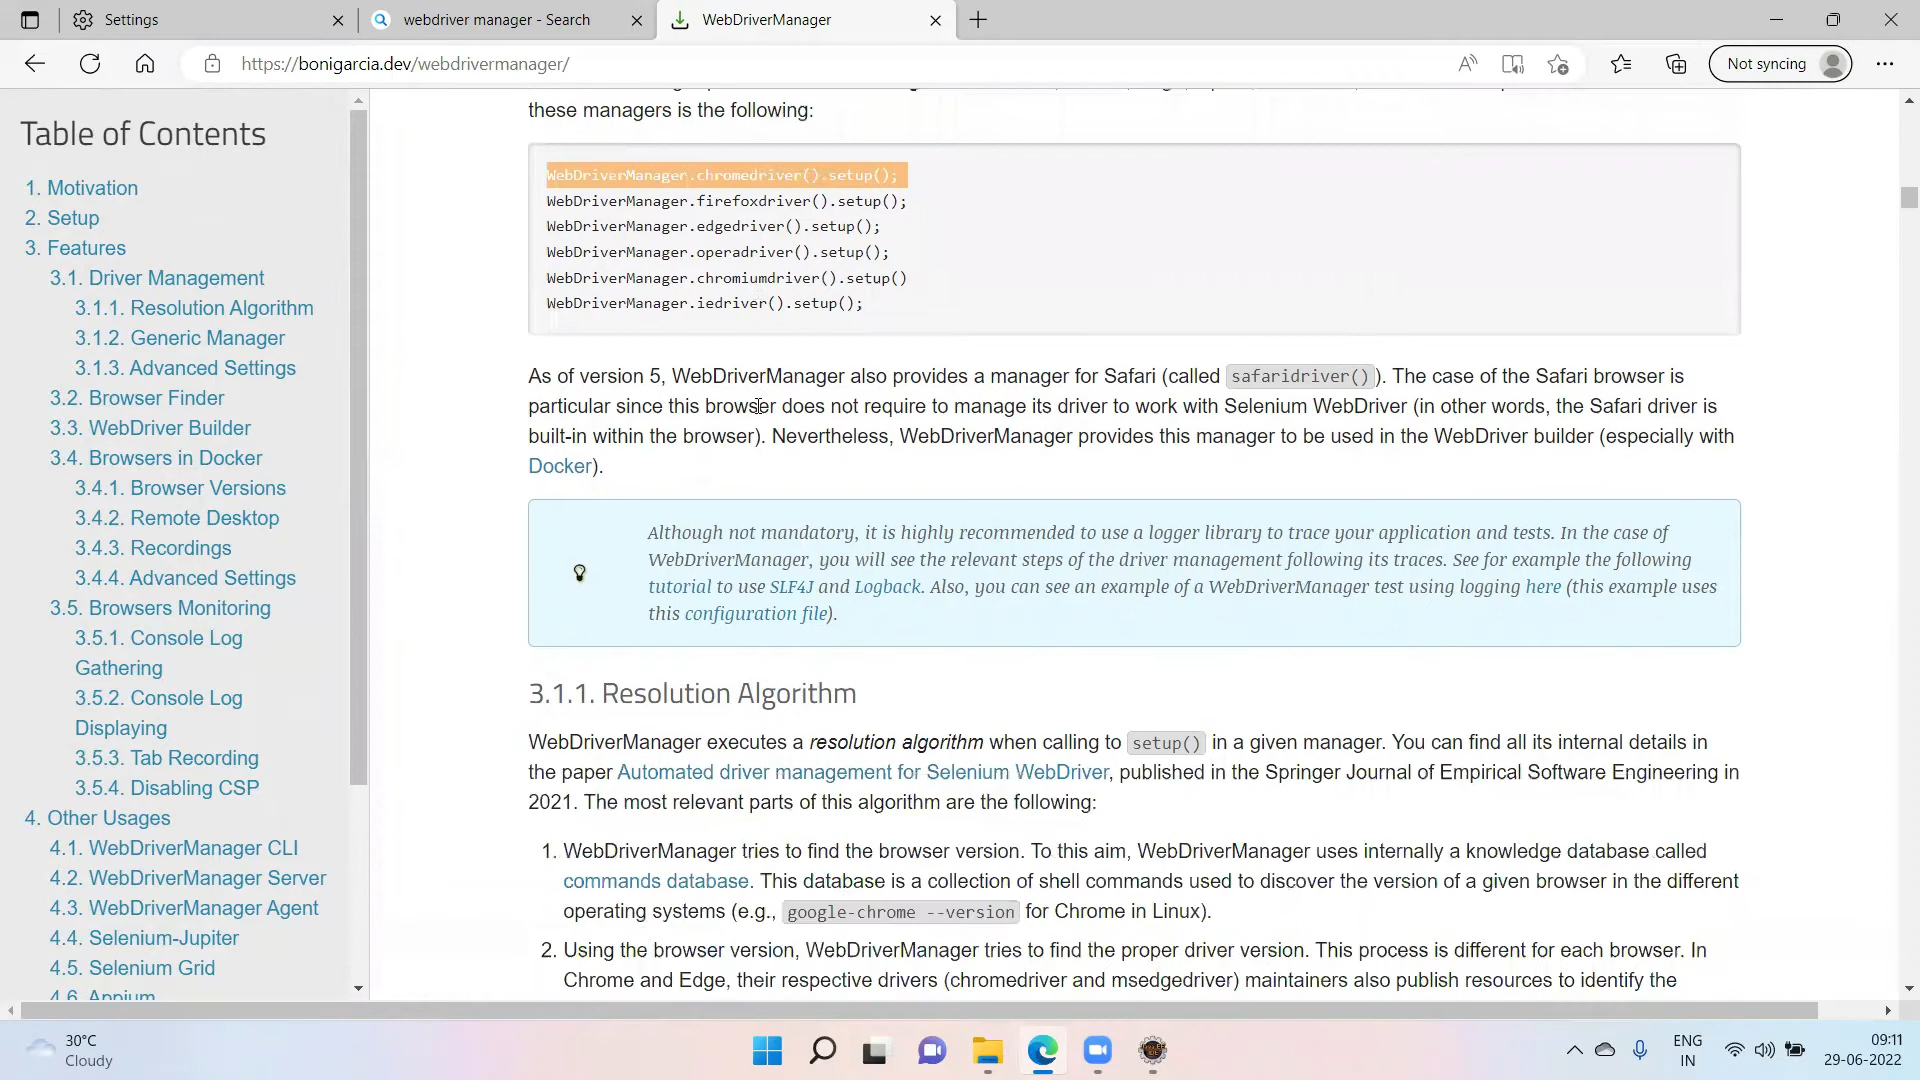 Settings
webdriver manager - Search
WebDriverManager
https://bonigarcia.dev/webdrivermanager/
Not syncing
Table of Contents
1. Motivation
2. Setup
3. Features
3.1. Driver Management
3.1.1. Resolution Algorithm
3.1.2. Generic Manager
3.1.3. Advanced Settings
3.2. Browser Finder
3.3. WebDriver Builder
3.4. Browsers in Docker
3.4.1. Browser Versions
3.4.2. Remote Desktop
3.4.3. Recordings
3.4.4. Advanced Settings
3.5. Browsers Monitoring
3.5.1. Console Log
Gathering
3.5.2. Console Log
Displaying
3.5.3. Tab Recording
3.5.4. Disabling CSP
4. Other Usages
4.1. WebDriverManager CLI
4.2. WebDriverManager Server
4.3. WebDriverManager Agent
4.4. Selenium-Jupiter
4.5. Selenium Grid
4.6. Appium
these managers is the following:
WebDriverManager.chromedriver().setup();
WebDriverManager.firefoxdriver().setup();
WebDriverManager.edgedriver().setup();
WebDriverManager.operadriver().setup();
WebDriverManager.chromiumdriver().setup()
WebDriverManager.iedriver().setup();
As of version 5, WebDriverManager also provides a manager for Safari (called safaridriver()). The case of the Safari browser is
particular since this browser does not require to manage its driver to work with Selenium WebDriver (in other words, the Safari driver is
built-in within the browser). Nevertheless, WebDriverManager provides this manager to be used in the WebDriver builder (especially with
Docker).
Although not mandatory, it is highly recommended to use a logger library to trace your application and tests. In the case of
WebDriverManager, you will see the relevant steps of the driver management following its traces. See for example the following
tutorial to use SLF4J and Logback. Also, you can see an example of a WebDriverManager test using logging here (this example uses
this configuration file).
3.1.1. Resolution Algorithm
WebDriverManager executes a resolution algorithm when calling to setup() in a given manager. You can find all its internal details in
the paper Automated driver management for Selenium WebDriver, published in the Springer Journal of Empirical Software Engineering in
2021. The most relevant parts of this algorithm are the following:
1. WebDriverManager tries to find the browser version. To this aim, WebDriverManager uses internally a knowledge database called
commands database. This database is a collection of shell commands used to discover the version of a given browser in the different
operating systems (e.g., google-chrome --version for Chrome in Linux).
2. Using the browser version, WebDriverManager tries to find the proper driver version. This process is different for each browser. In
Chrome and Edge, their respective drivers (chromedriver and msedgedriver) maintainers also publish resources to identify the
30°C
Cloudy
ENG
IN
09:11
29-06-2022